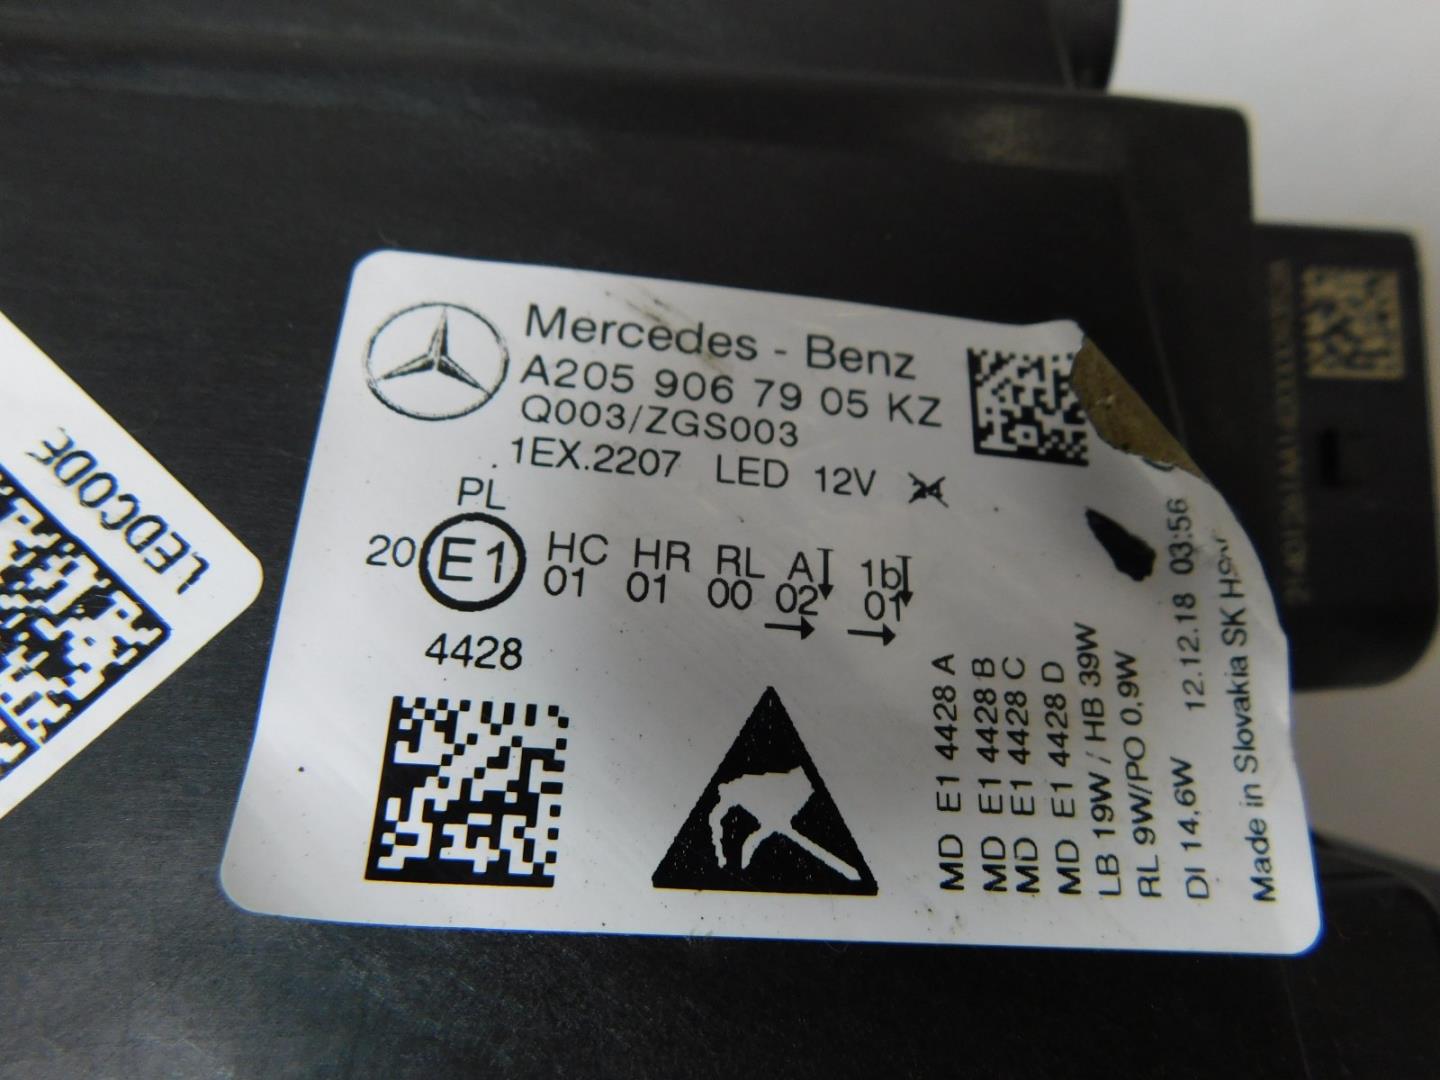 Mercedes - Benz
A205 906 79 05 KZ
Q003/ZGS003
1EX.2207 LED 12V
PL
20 E1 HC HR RL A 1b
01 01 00 02 01
4428
MD E1 4428 A
MD E1 4428 B
MD E1 4428 C
MD E1 4428 D
LB 19W / HB 39W
RL 9W/PO 0,9W
DI 14,6W 12.12.18 03:56
Made in Slovakia SK
LEDCODE